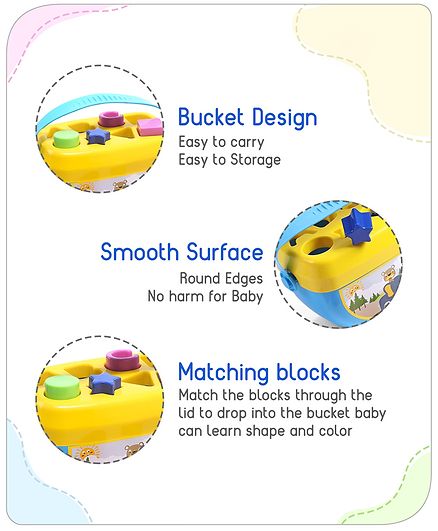 Bucket Design
Easy to carry
Easy to Storage
Smooth Surface
Round Edges
No harm for Baby
Matching blocks
Match the blocks through the
lid to drop into the bucket baby
can learn shape and color